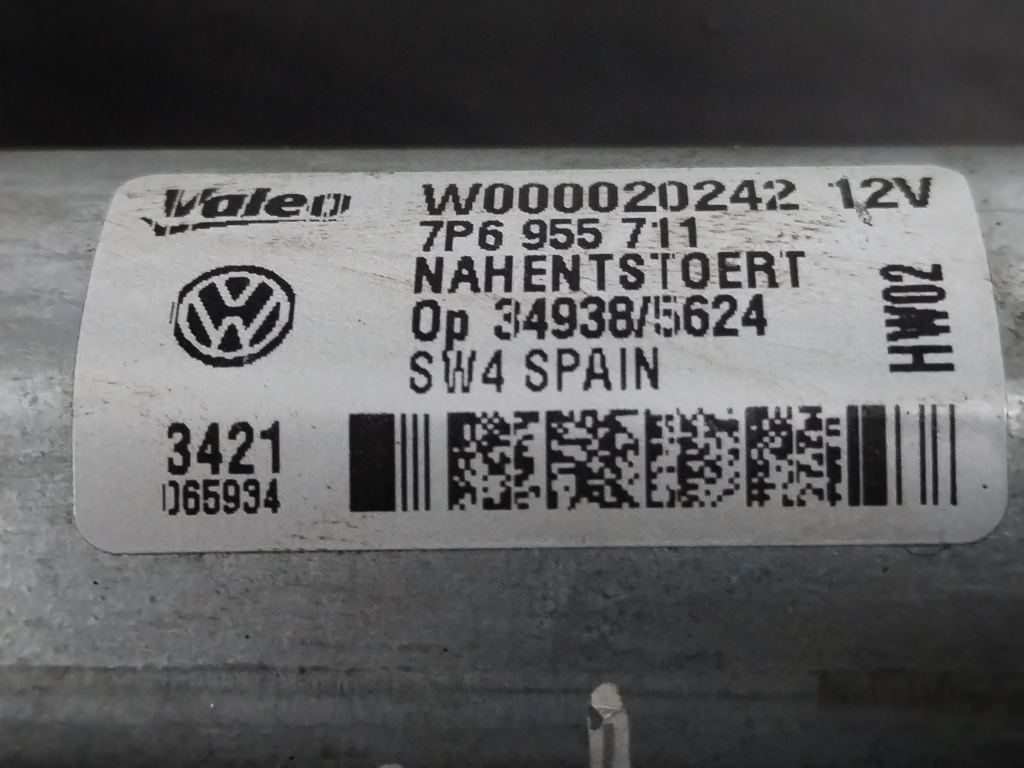 Valeo
W000020242 12V
7P6 955 711
NAHENTSTOERT
Op 34938/5624
SW4 SPAIN
HW02
3421
065934